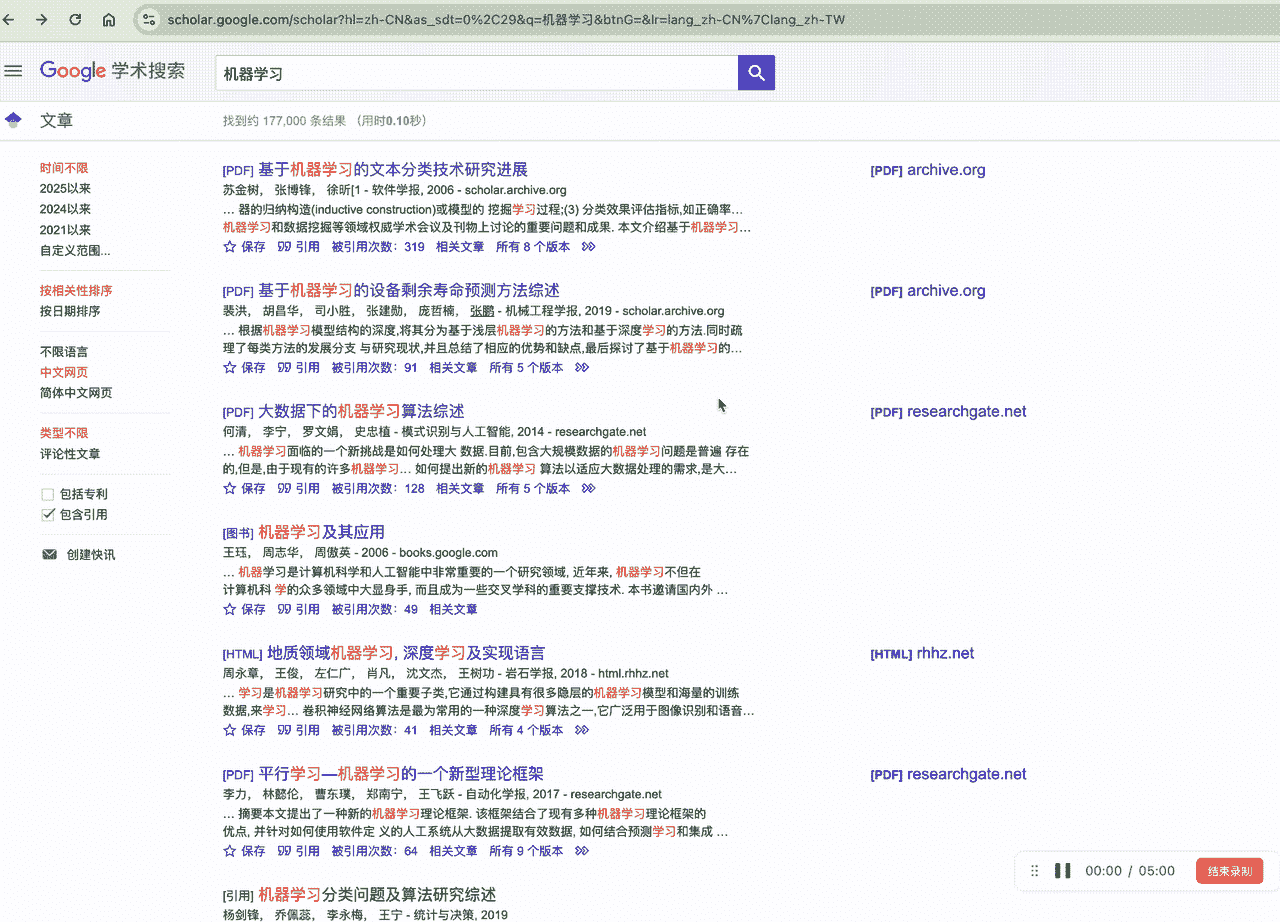 scholar.google.com/scholar?hl=zh-CN&as_sdt=0%2C29&q=机器学习&btnG=&lr=lang_zh-CN%7Clang_zh-TW
Google 学术搜索
机器学习
文章
找到约 177,000 条结果 （用时0.10秒）
时间不限
2025以来
2024以来
2021以来
自定义范围...
按相关性排序
按日期排序
不限语言
中文网页
简体中文网页
类型不限
评论性文章
包括专利
包含引用
创建快讯
[PDF] 基于机器学习的文本分类技术研究进展
苏金树， 张博锋， 徐昕[1 - 软件学报, 2006 - scholar.archive.org
... 器的归纳构造(inductive construction)或模型的 挖掘学习过程;(3) 分类效果评估指标,如正确率...
机器学习和数据挖掘等领域权威学术会议及刊物上讨论的重要问题和成果. 本文介绍基于机器学习...
保存 引用 被引用次数：319 相关文章 所有 8 个版本
[PDF] archive.org
[PDF] 基于机器学习的设备剩余寿命预测方法综述
裴洪， 胡昌华， 司小胜， 张建勋， 庞哲楠， 张鹏 - 机械工程学报, 2019 - scholar.archive.org
... 根据机器学习模型结构的深度,将其分为基于浅层机器学习的方法和基于深度学习的方法.同时疏
理了每类方法的发展分支 与研究现状,并且总结了相应的优势和缺点,最后探讨了基于机器学习的...
保存 引用 被引用次数：91 相关文章 所有 5 个版本
[PDF] archive.org
[PDF] 大数据下的机器学习算法综述
何清， 李宁， 罗文娟， 史忠植 - 模式识别与人工智能, 2014 - researchgate.net
... 机器学习面临的一个新挑战是如何处理大 数据.目前,包含大规模数据的机器学习问题是普遍 存在
的,但是,由于现有的许多机器学习... 如何提出新的机器学习 算法以适应大数据处理的需求,是大...
保存 引用 被引用次数：128 相关文章 所有 5 个版本
[PDF] researchgate.net
[图书] 机器学习及其应用
王珏， 周志华， 周傲英 - 2006 - books.google.com
... 机器学习是计算机科学和人工智能中非常重要的一个研究领域, 近年来, 机器学习不但在
计算机科 学的众多领域中大显身手, 而且成为一些交叉学科的重要支撑技术. 本书邀请国内外 ...
保存 引用 被引用次数：49 相关文章
[HTML] 地质领域机器学习, 深度学习及实现语言
周永章， 王俊， 左仁广， 肖凡， 沈文杰， 王树功 - 岩石学报, 2018 - html.rhhz.net
... 学习是机器学习研究中的一个重要子类,它通过构建具有很多隐层的机器学习模型和海量的训练
数据,来学习... 卷积神经网络算法是最为常用的一种深度学习算法之一,它广泛用于图像识别和语音...
保存 引用 被引用次数：41 相关文章 所有 4 个版本
[HTML] rhhz.net
[PDF] 平行学习—机器学习的一个新型理论框架
李力， 林懿伦， 曹东璞， 郑南宁， 王飞跃 - 自动化学报, 2017 - researchgate.net
... 摘要本文提出了一种新的机器学习理论框架. 该框架结合了现有多种机器学习理论框架的
优点, 并针对如何使用软件定 义的人工系统从大数据提取有效数据, 如何结合预测学习和集成 ...
保存 引用 被引用次数：64 相关文章 所有 9 个版本
[PDF] researchgate.net
[引用] 机器学习分类问题及算法研究综述
杨剑锋， 乔佩蕊， 李永梅， 王宁 - 统计与决策, 2019
00:00 / 05:00
结束录制